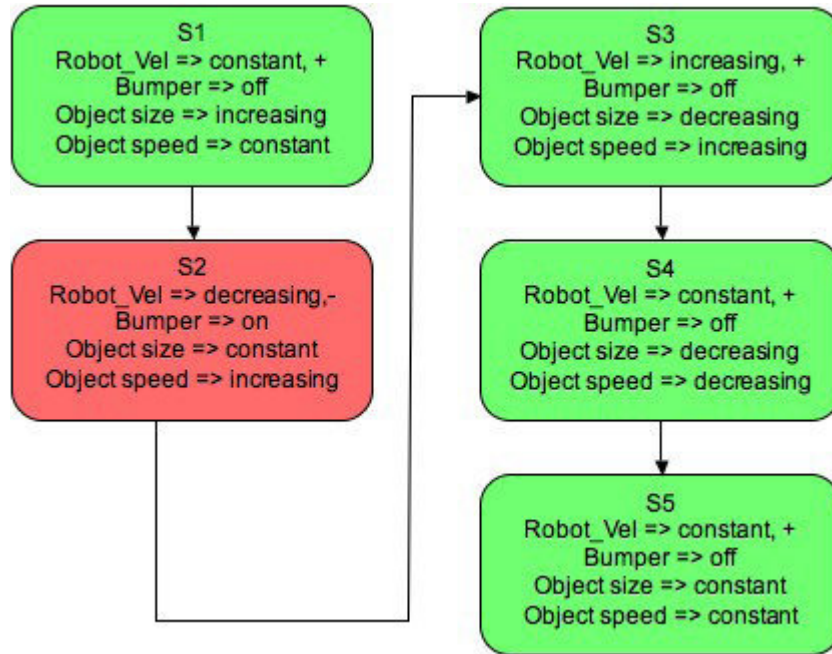 S1
Robot_Vel => constant, +
Bumper => off
Object size => increasing
Object speed => constant
S2
Robot_Vel => decreasing,-
Bumper => on
Object size => constant
Object speed => increasing
S3
Robot_Vel => increasing, +
Bumper => off
Object size => decreasing
Object speed => increasing
S4
Robot_Vel => constant, +
Bumper => off
Object size => decreasing
Object speed => decreasing
S5
Robot_Vel => constant, +
Bumper => off
Object size => constant
Object speed => constant